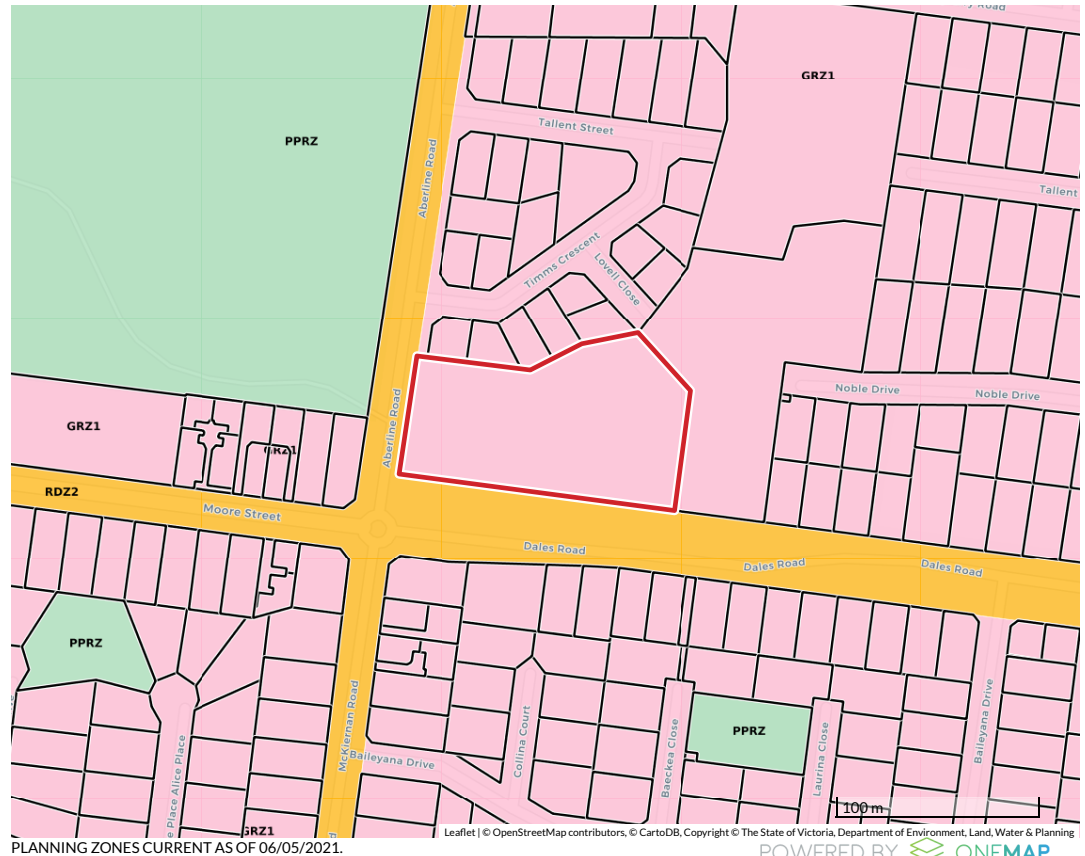 y Road
GRZ1
PPRZ
Tallent Street
Aberline Road
Tallent
Timms Crescent
Lovell Close
Noble Drive
Noble Drive
Aberline Road
GRZ1
GRZ1
RDZ2
Moore Street
Dales Road
Dales Road
Dales Road
PPRZ
McKiernan Road
Baileyana Drive
Collina Court
Baeckea Close
PPRZ
Laurina Close
Baileyana Drive
e Place Alice Place
GRZ1
100 m
Leaflet | © OpenStreetMap contributors, © CartoDB, Copyright © The State of Victoria, Department of Environment, Land, Water & Planning
PLANNING ZONES CURRENT AS OF 06/05/2021.
POWERED BY ONEMAP